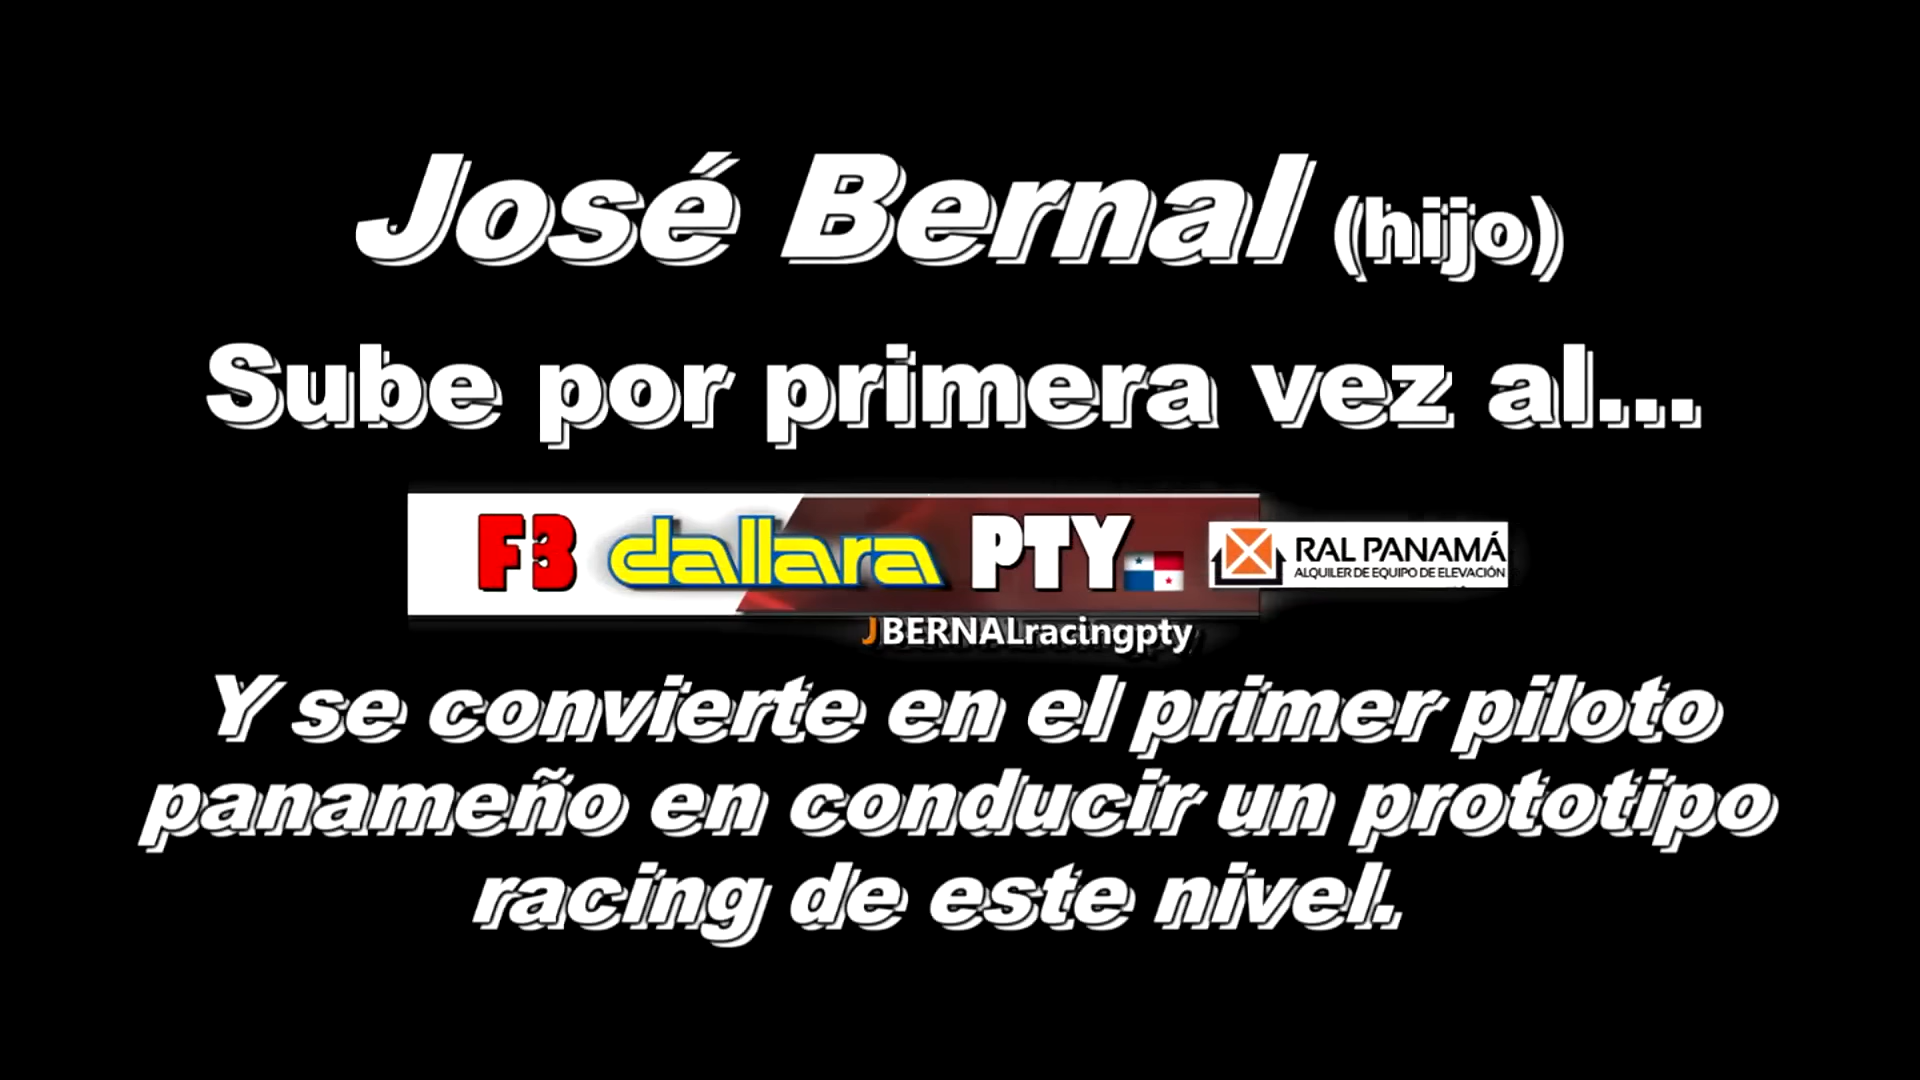 José Bernal (hijo)
Sube por primera vez al...
F3 dallara PTY RAL PANAMÁ
ALQUILER DE EQUIPO DE ELEVACIÓN
JBERNALracingpty
Y se convierte en el primer piloto
panameño en conducir un prototipo
racing de este nivel.